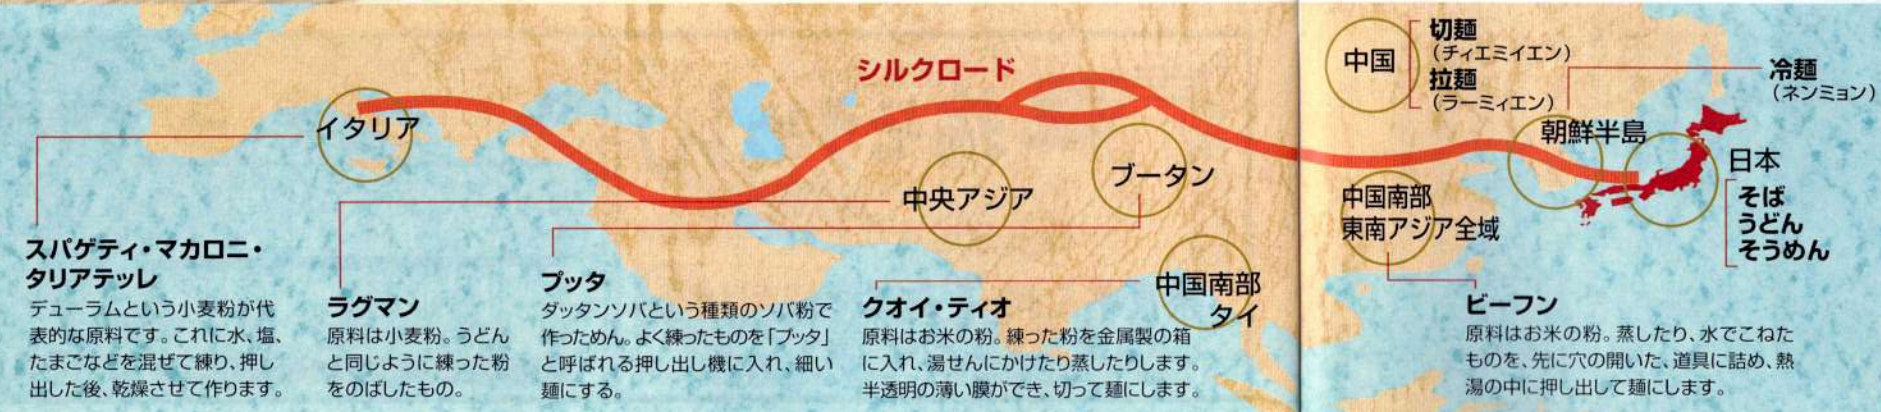 シルクロード
イタリア
スパゲティ・マカロニ・
タリアテッレ
デューラムという小麦粉が代
表的な原料です。これに水、塩、
たまごなどを混ぜて練り、押し
出した後、乾燥させて作ります。
中央アジア
ラグマン
原料は小麦粉。うどん
と同じように練った粉
をのばしたもの。
ブータン
プッタ
ダッタンソバという種類のソバ粉で
作っためん。よく練ったものを「プッタ」
と呼ばれる押し出し機に入れ、細い
麺にする。
中国南部
タイ
クオイ・ティオ
原料はお米の粉。練った粉を金属製の箱
に入れ、湯せんにかけたり蒸したりします。
半透明の薄い膜ができ、切って麺にします。
中国
切麺
(チィエミイエン)
拉麺
(ラーミィエン)
冷麺
(ネンミョン)
朝鮮半島
日本
そば
うどん
そうめん
中国南部
東南アジア全域
ビーフン
原料はお米の粉。蒸したり、水でこねた
ものを、先に穴の開いた、道具に詰め、熱
湯の中に押し出して麺にします。